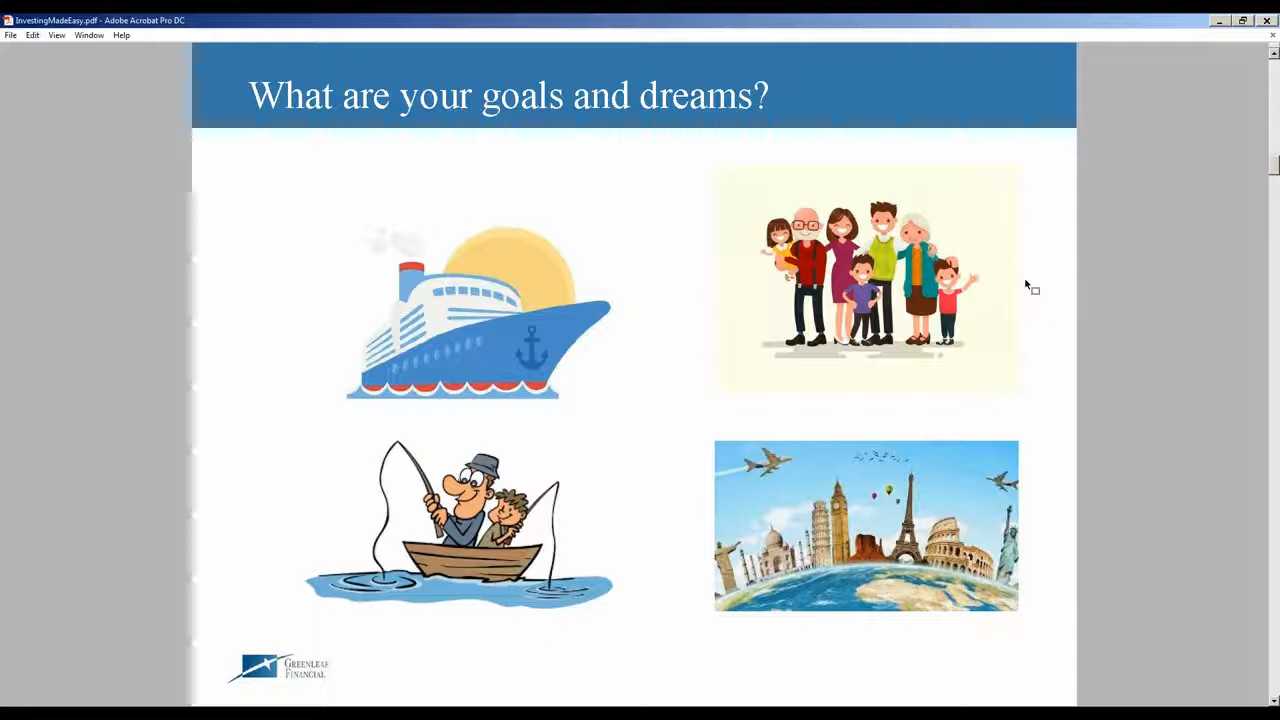 InvestingMadeEasy.pdf - Adobe Acrobat Pro DC
File Edit View Window Help
What are your goals and dreams?
GREENLEAF
FINANCIAL